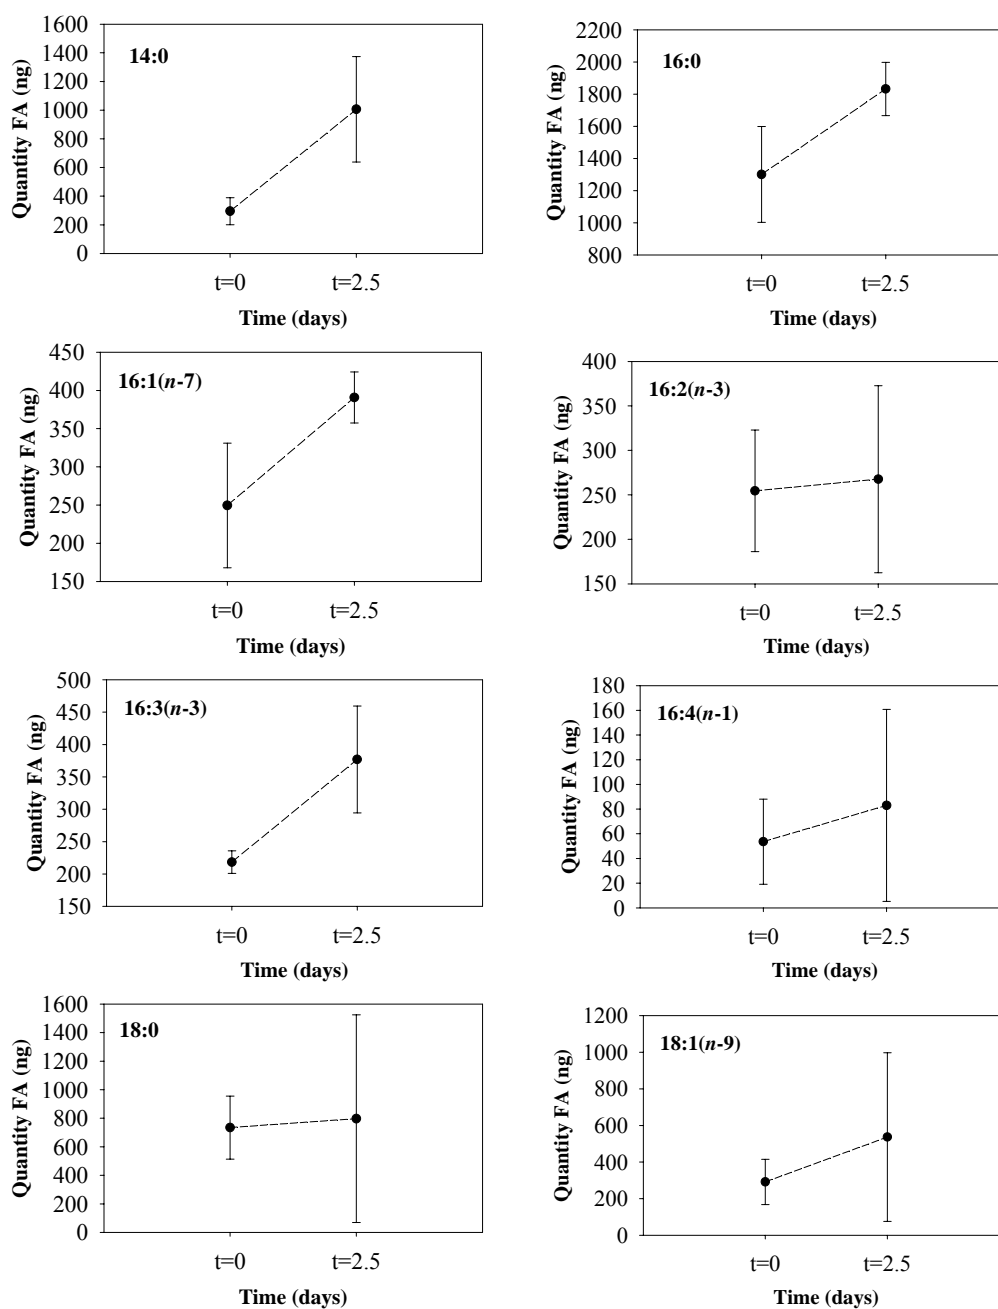 14:0
Quantity FA (ng)
1600
1400
1200
1000
800
600
400
200
0
t=0 t=2.5
Time (days)
16:0
Quantity FA (ng)
2200
2000
1800
1600
1400
1200
1000
800
t=0 t=2.5
Time (days)
16:1(n-7)
Quantity FA (ng)
450
400
350
300
250
200
150
t=0 t=2.5
Time (days)
16:2(n-3)
Quantity FA (ng)
400
350
300
250
200
150
t=0 t=2.5
Time (days)
16:3(n-3)
Quantity FA (ng)
500
450
400
350
300
250
200
150
t=0 t=2.5
Time (days)
16:4(n-1)
Quantity FA (ng)
180
160
140
120
100
80
60
40
20
0
t=0 t=2.5
Time (days)
18:0
Quantity FA (ng)
1600
1400
1200
1000
800
600
400
200
0
t=0 t=2.5
Time (days)
18:1(n-9)
Quantity FA (ng)
1200
1000
800
600
400
200
0
t=0 t=2.5
Time (days)